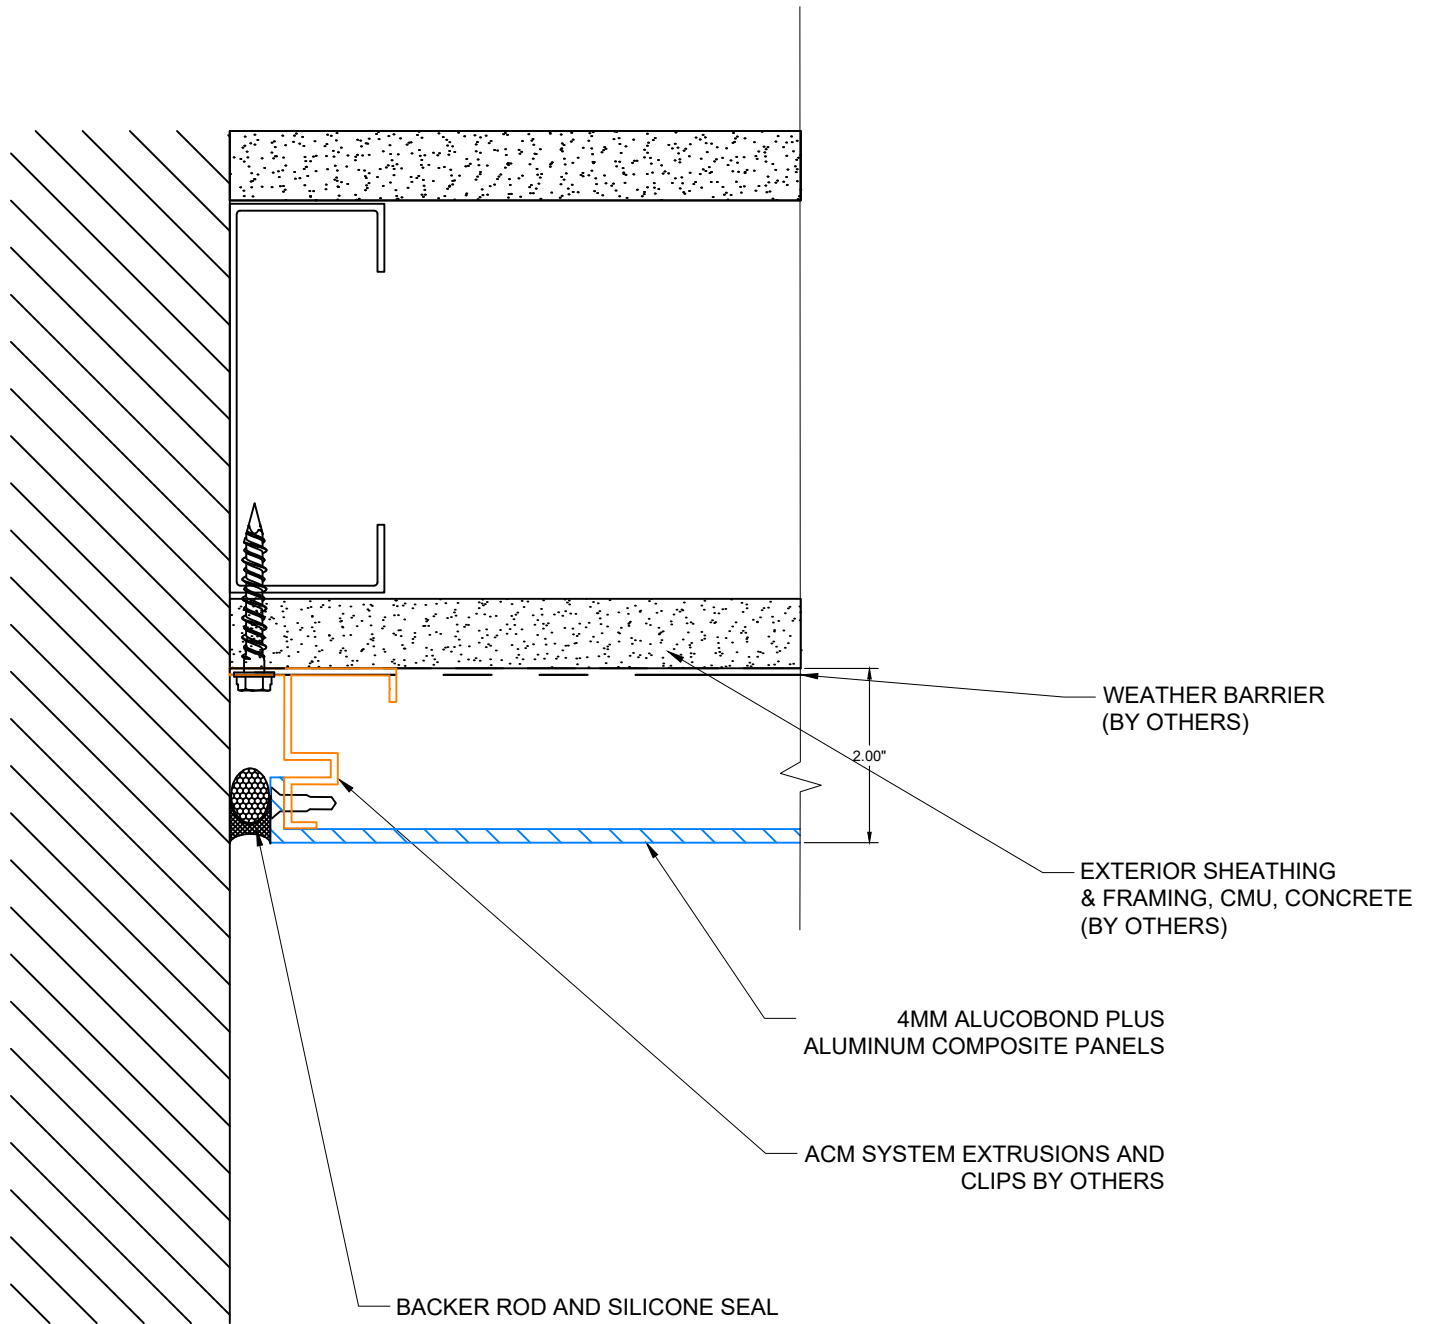 WEATHER BARRIER
(BY OTHERS)
2.00"
EXTERIOR SHEATHING
& FRAMING, CMU, CONCRETE
(BY OTHERS)
4MM ALUCOBOND PLUS
ALUMINUM COMPOSITE PANELS
ACM SYSTEM EXTRUSIONS AND
CLIPS BY OTHERS
BACKER ROD AND SILICONE SEAL